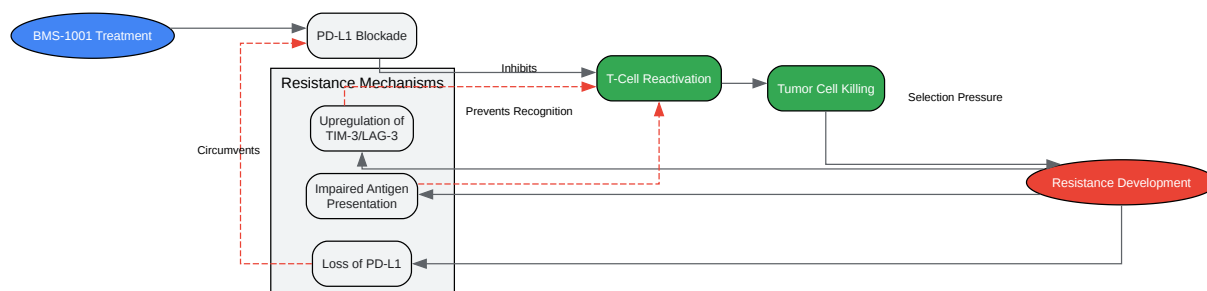 BMS-1001 Treatment
PD-L1 Blockade
Inhibits
T-Cell Reactivation
Tumor Cell Killing
Selection Pressure
Resistance Mechanisms
Upregulation of
TIM-3/LAG-3
Prevents Recognition
Circumvents
Impaired Antigen
Presentation
Resistance Development
Loss of PD-L1